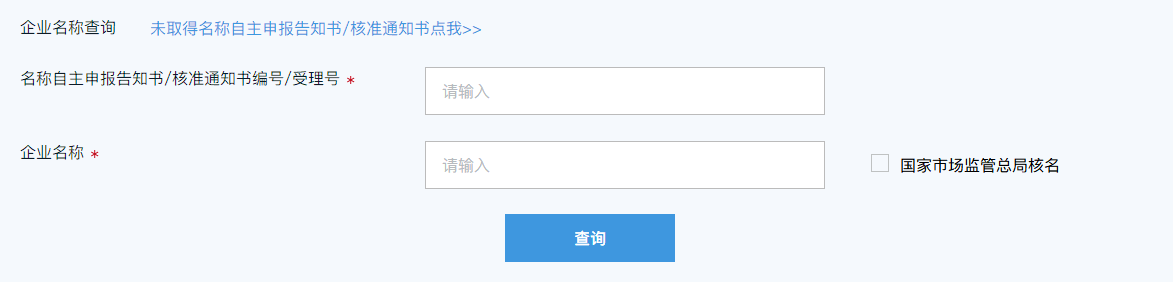 企业名称查询 未取得名称自主申报告知书/核准通知书点我>>
名称自主申报告知书/核准通知书编号/受理号 *
请输入
企业名称 *
请输入
国家市场监管总局核名
查询